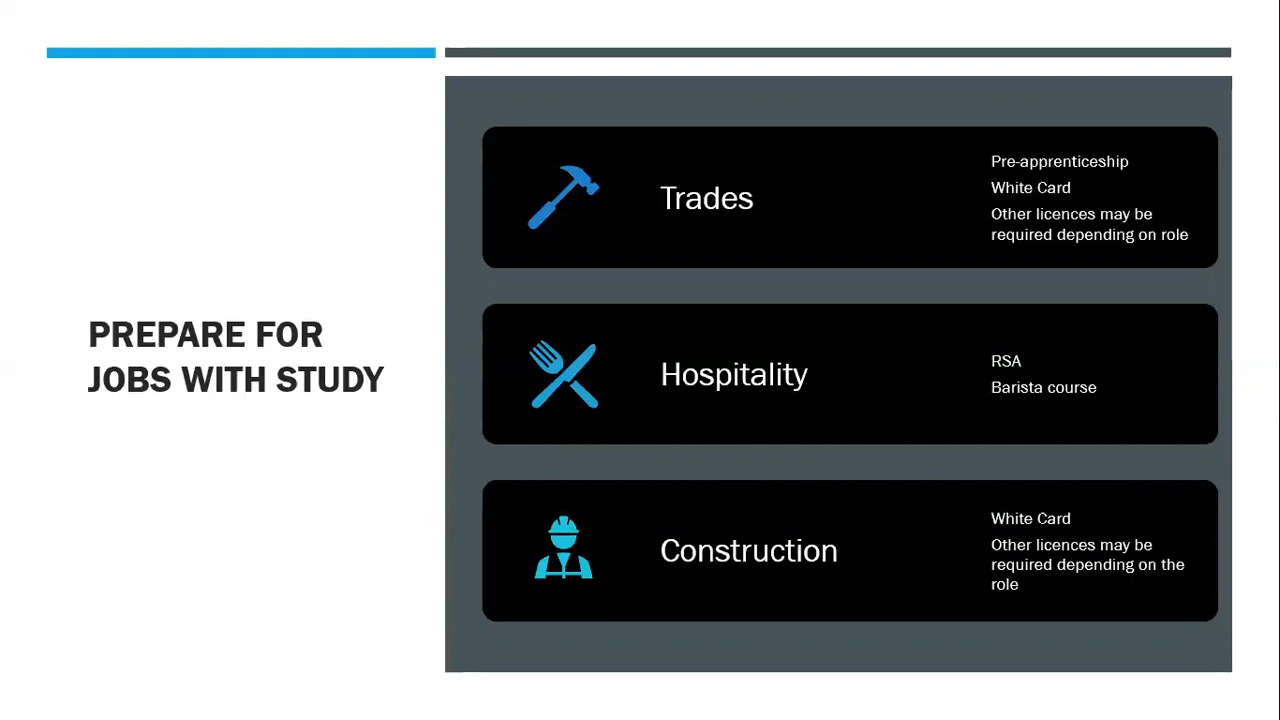 PREPARE FOR
JOBS WITH STUDY
Trades
Pre-apprenticeship
White Card
Other licences may be
required depending on role
Hospitality
RSA
Barista course
Construction
White Card
Other licences may be
required depending on the
role